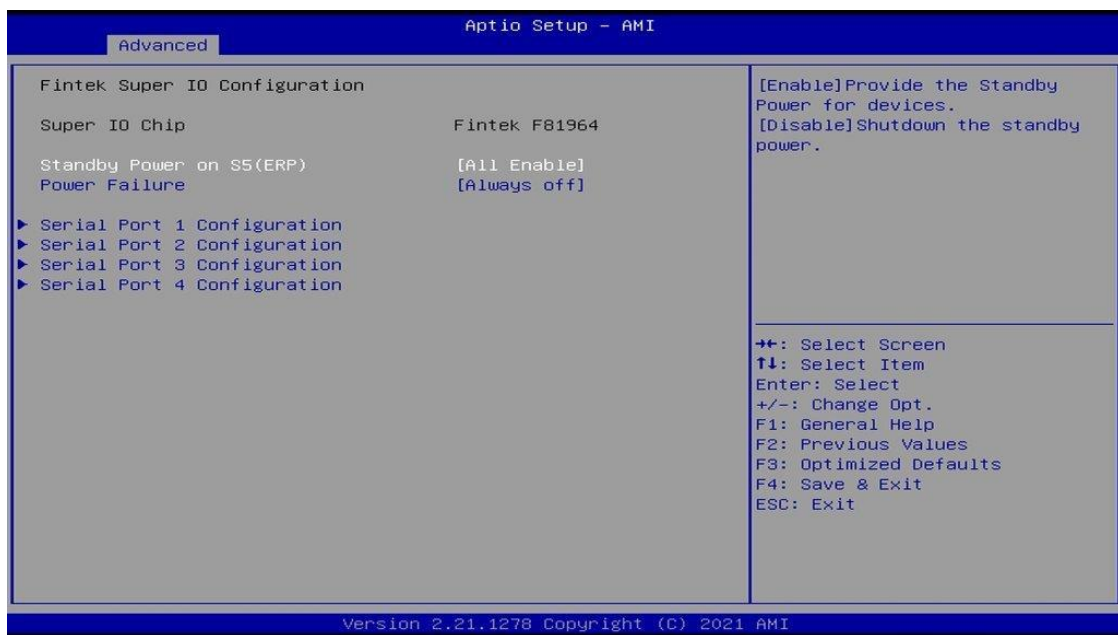 Aptio Setup – AMI
Advanced
Fintek Super IO Configuration
Super IO Chip Fintek F81964
Standby Power on S5(ERP) [All Enable]
Power Failure [Always off]
▶ Serial Port 1 Configuration
▶ Serial Port 2 Configuration
▶ Serial Port 3 Configuration
▶ Serial Port 4 Configuration
[Enable]Provide the Standby
Power for devices.
[Disable]Shutdown the standby
power.
→←: Select Screen
↑↓: Select Item
Enter: Select
+/-: Change Opt.
F1: General Help
F2: Previous Values
F3: Optimized Defaults
F4: Save & Exit
ESC: Exit
Version 2.21.1278 Copyright (C) 2021 AMI